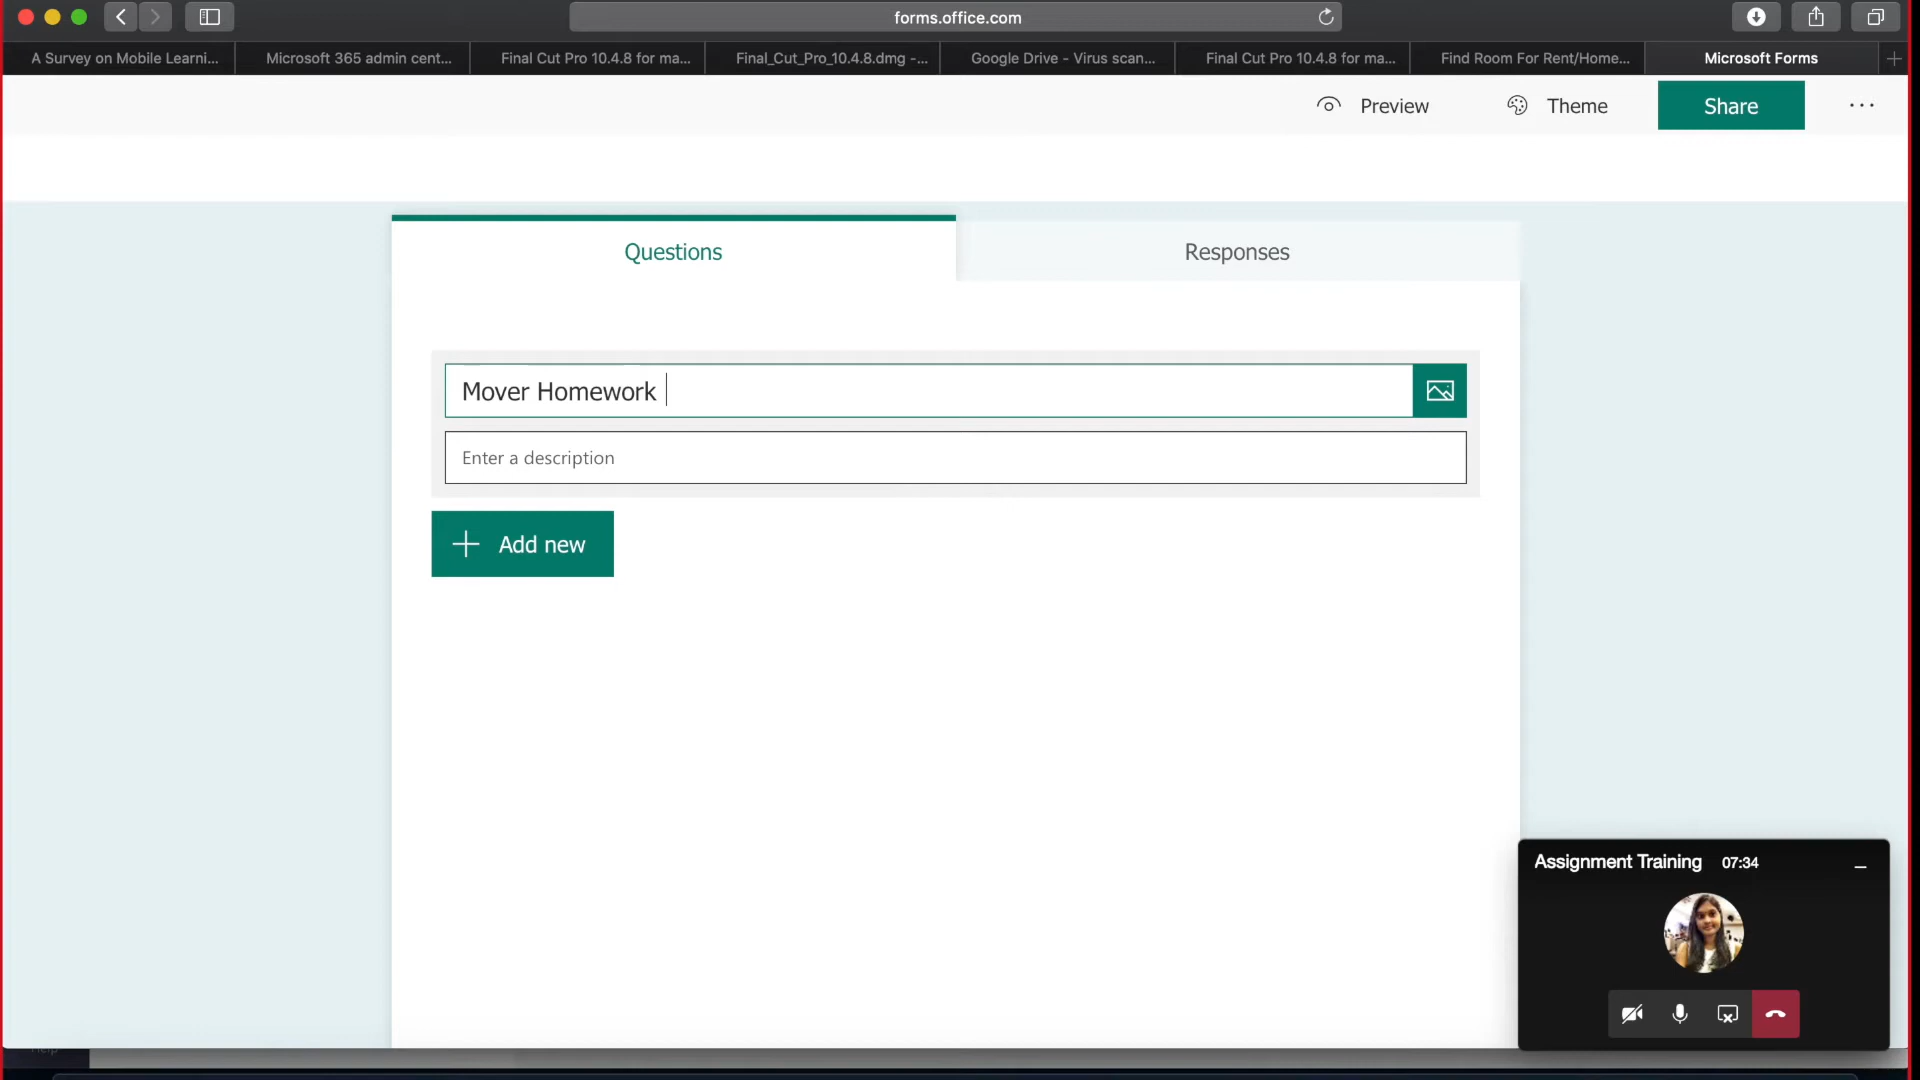 forms.office.com
A Survey on Mobile Learni...
Microsoft 365 admin cent...
Final Cut Pro 10.4.8 for ma...
Final_Cut_Pro_10.4.8.dmg -...
Google Drive - Virus scan...
Final Cut Pro 10.4.8 for ma...
Find Room For Rent/Home...
Microsoft Forms
Preview
Theme
Share
Questions
Responses
Mover Homework
Enter a description
Add new
Assignment Training 07:34
Help